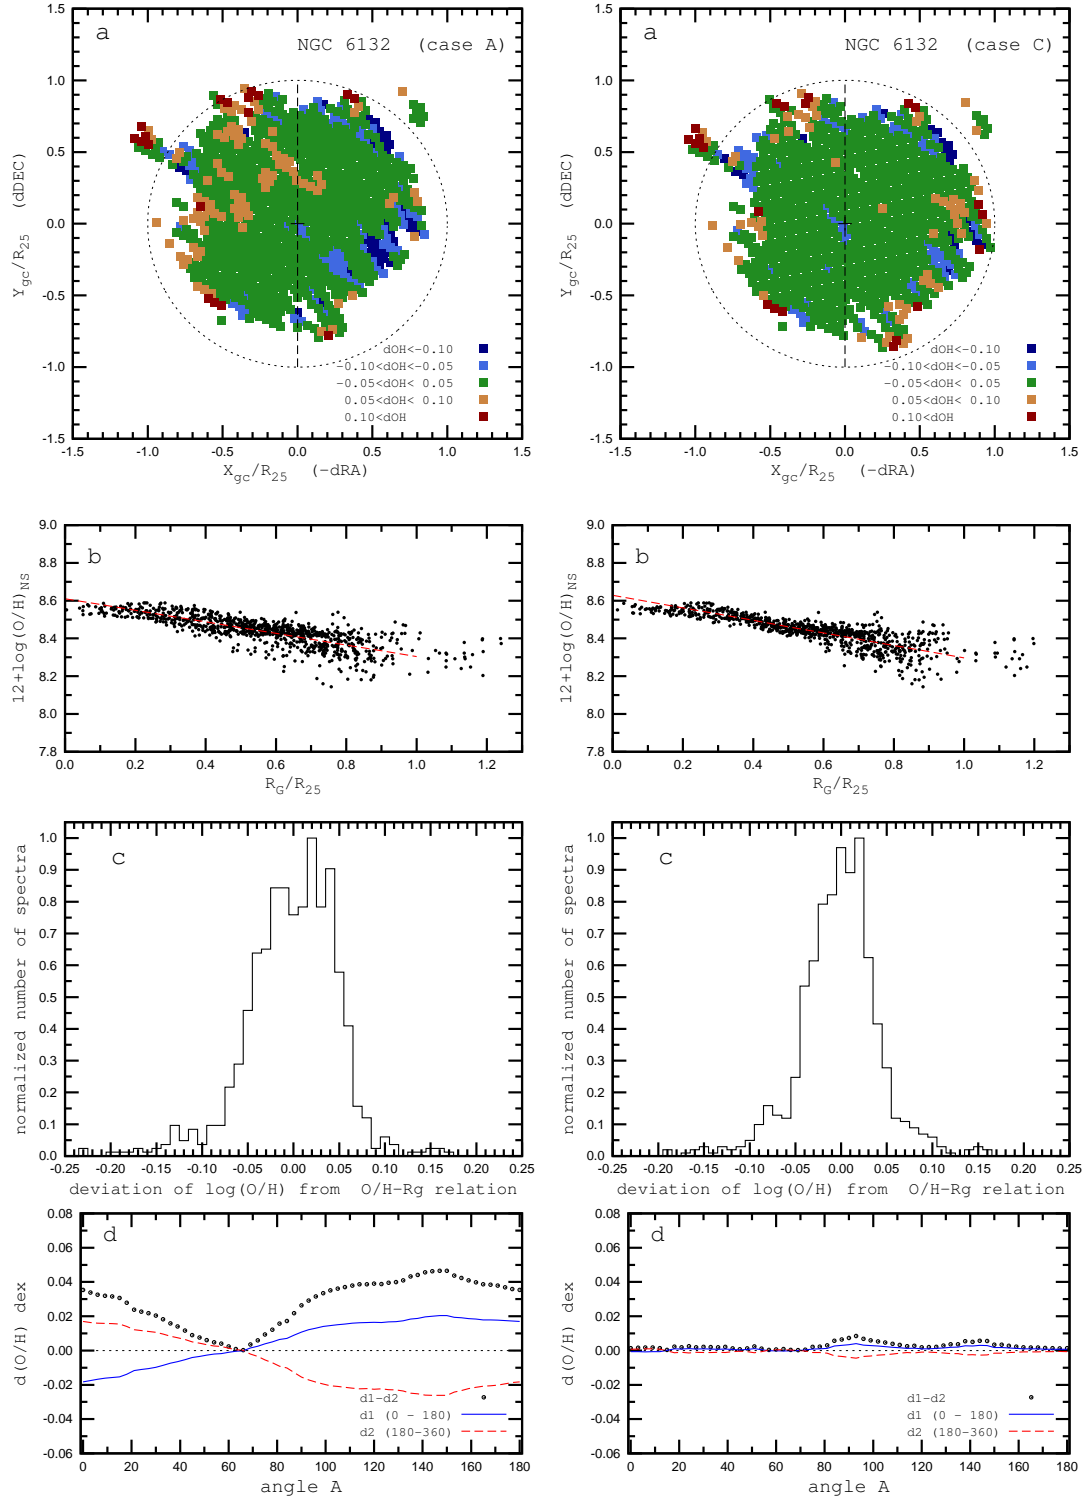 a
NGC 6132 (case A)
1.5
1.0
0.5
0.0
-0.5
-1.0
-1.5
Y_gc/R_25 (dDEC)
dOH<-0.10
-0.10<dOH<-0.05
-0.05<dOH< 0.05
0.05<dOH< 0.10
0.10<dOH
-1.5 -1.0 -0.5 0.0 0.5 1.0 1.5
X_gc/R_25 (-dRA)
a
NGC 6132 (case C)
1.5
1.0
0.5
0.0
-0.5
-1.0
-1.5
Y_gc/R_25 (dDEC)
dOH<-0.10
-0.10<dOH<-0.05
-0.05<dOH< 0.05
0.05<dOH< 0.10
0.10<dOH
-1.5 -1.0 -0.5 0.0 0.5 1.0 1.5
X_gc/R_25 (-dRA)
b
9.0
8.8
8.6
8.4
8.2
8.0
7.8
12+log(O/H)_NS
0.0 0.2 0.4 0.6 0.8 1.0 1.2
R_G/R_25
b
9.0
8.8
8.6
8.4
8.2
8.0
7.8
12+log(O/H)_NS
0.0 0.2 0.4 0.6 0.8 1.0 1.2
R_G/R_25
c
1.0
0.9
0.8
0.7
0.6
0.5
0.4
0.3
0.2
0.1
0.0
normalized number of spectra
-0.25 -0.20 -0.15 -0.10 -0.05 0.00 0.05 0.10 0.15 0.20 0.25
deviation of log(O/H) from O/H-Rg relation
c
1.0
0.9
0.8
0.7
0.6
0.5
0.4
0.3
0.2
0.1
0.0
normalized number of spectra
-0.25 -0.20 -0.15 -0.10 -0.05 0.00 0.05 0.10 0.15 0.20 0.25
deviation of log(O/H) from O/H-Rg relation
d
0.08
0.06
0.04
0.02
0.00
-0.02
-0.04
-0.06
d(O/H) dex
d1-d2
d1 (0 - 180)
d2 (180-360)
0 20 40 60 80 100 120 140 160 180
angle A
d
0.08
0.06
0.04
0.02
0.00
-0.02
-0.04
-0.06
d(O/H) dex
d1-d2
d1 (0 - 180)
d2 (180-360)
0 20 40 60 80 100 120 140 160 180
angle A